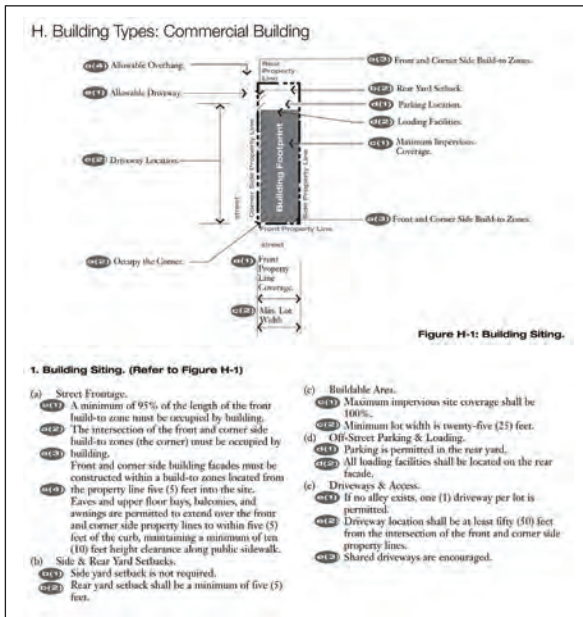 H. Building Types: Commercial Building
a(4) Allowable Overhang.
Rear
Property
Line
a(3) Front and Corner Side Build-to Zones.
e(1) Allowable Driveway.
b(2) Rear Yard Setback.
d(1) Parking Location.
d(2) Loading Facilities.
e(2) Driveway Location.
street
Corner Side Property Line
Building Footprint
Side Property Line
c(1) Maximum Impervious
Coverage.
a(3) Front and Corner Side Build-to Zones.
Front Property Line
street
a(2) Occupy the Corner.
a(1) Front
Property
Line
Coverage.
c(2) Min. Lot
Width
Figure H-1: Building Siting.
1. Building Siting. (Refer to Figure H-1)
(a) Street Frontage.
a(1) A minimum of 95% of the length of the front
build-to zone must be occupied by building.
a(2) The intersection of the front and corner side
build-to zones (the corner) must be occupied by
a(3) building.
Front and corner side building facades must be
constructed within a build-to zones located from
a(4) the property line five (5) feet into the site.
Eaves and upper floor bays, balconies, and
awnings are permitted to extend over the front
and corner side property lines to within five (5)
feet of the curb, maintaining a minimum of ten
(10) feet height clearance along public sidewalk.
(b) Side & Rear Yard Setbacks.
b(1) Side yard setback is not required.
b(2) Rear yard setback shall be a minimum of five (5)
feet.
(c) Buildable Area.
c(1) Maximum impervious site coverage shall be
100%.
c(2) Minimum lot width is twenty-five (25) feet.
(d) Off-Street Parking & Loading.
d(1) Parking is permitted in the rear yard.
d(2) All loading facilities shall be located on the rear
facade.
(e) Driveways & Access.
e(1) If no alley exists, one (1) driveway per lot is
permitted.
e(2) Driveway location shall be at least fifty (50) feet
from the intersection of the front and corner side
property lines.
e(3) Shared driveways are encouraged.